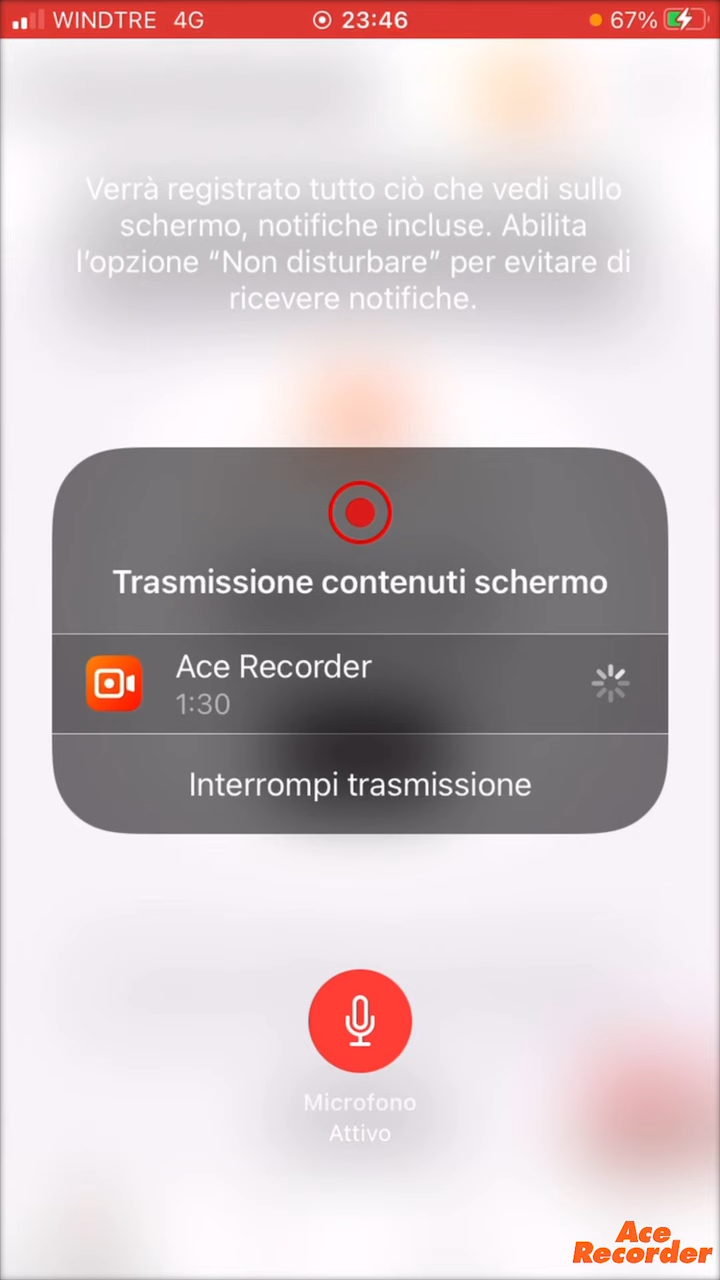 WINDTRE 4G 23:46 67%
Verrà registrato tutto ciò che vedi sullo
schermo, notifiche incluse. Abilita
l'opzione “Non disturbare” per evitare di
ricevere notifiche.
Trasmissione contenuti schermo
Ace Recorder
1:30
Interrompi trasmissione
Microfono
Attivo
Ace
Recorder